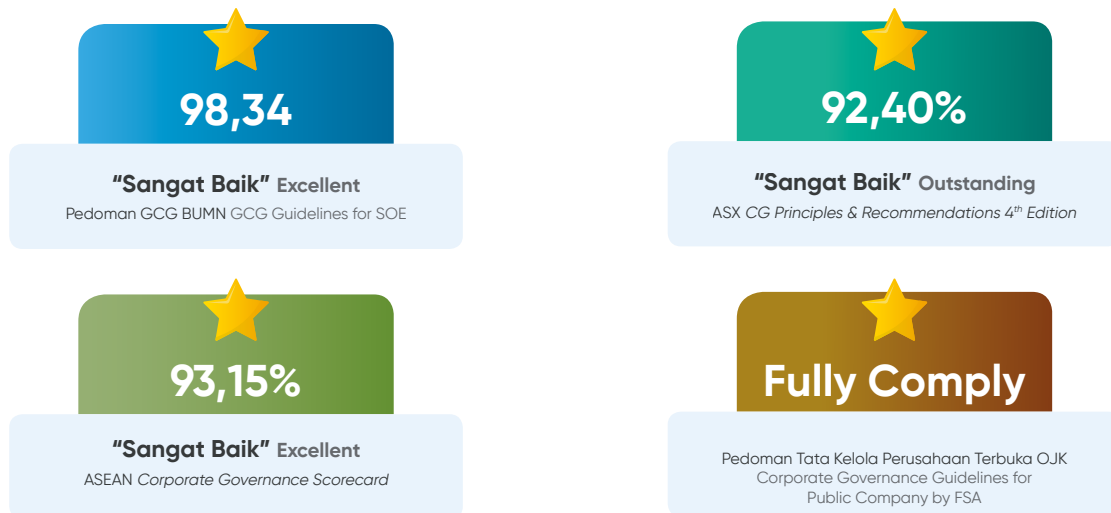 98,34
“Sangat Baik” Excellent
Pedoman GCG BUMN GCG Guidelines for SOE
92,40%
“Sangat Baik” Outstanding
ASX CG Principles & Recommendations 4th Edition
93,15%
“Sangat Baik” Excellent
ASEAN Corporate Governance Scorecard
Fully Comply
Pedoman Tata Kelola Perusahaan Terbuka OJK
Corporate Governance Guidelines for
Public Company by FSA